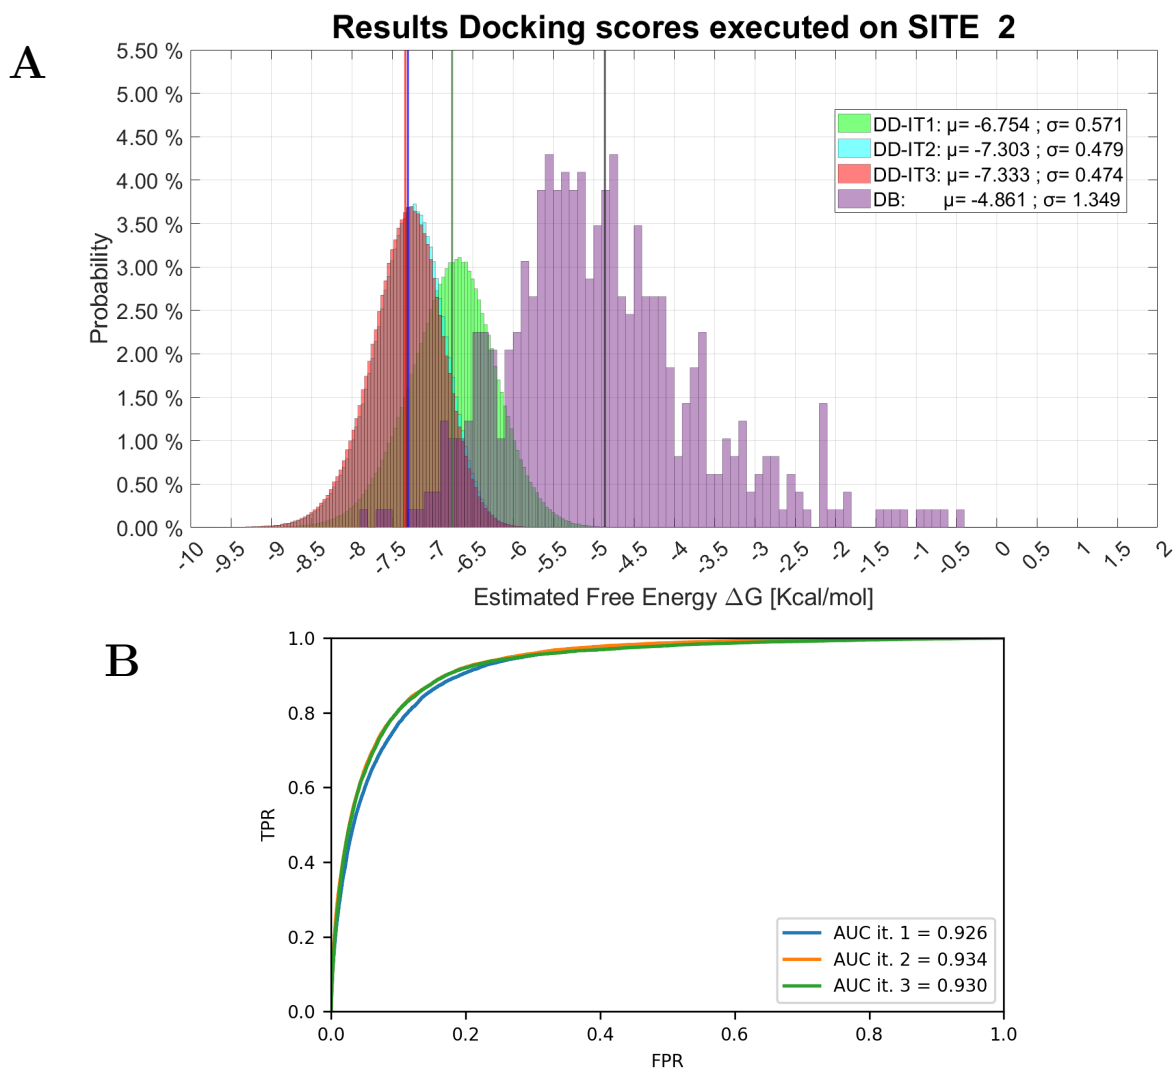 A
Results Docking scores executed on SITE 2
5.50 %
5.00 %
4.50 %
4.00 %
3.50 %
3.00 %
2.50 %
2.00 %
1.50 %
1.00 %
0.50 %
0.00 %
Probability
DD-IT1: μ= -6.754 ; σ= 0.571
DD-IT2: μ= -7.303 ; σ= 0.479
DD-IT3: μ= -7.333 ; σ= 0.474
DB: μ= -4.861 ; σ= 1.349
-10 -9.5 -9 -8.5 -8 -7.5 -7 -6.5 -6 -5.5 -5 -4.5 -4 -3.5 -3 -2.5 -2 -1.5 -1 -0.5 0 0.5 1 1.5 2
Estimated Free Energy ΔG [Kcal/mol]
B
1.0
0.8
0.6
0.4
0.2
0.0
TPR
AUC it. 1 = 0.926
AUC it. 2 = 0.934
AUC it. 3 = 0.930
0.0 0.2 0.4 0.6 0.8 1.0
FPR